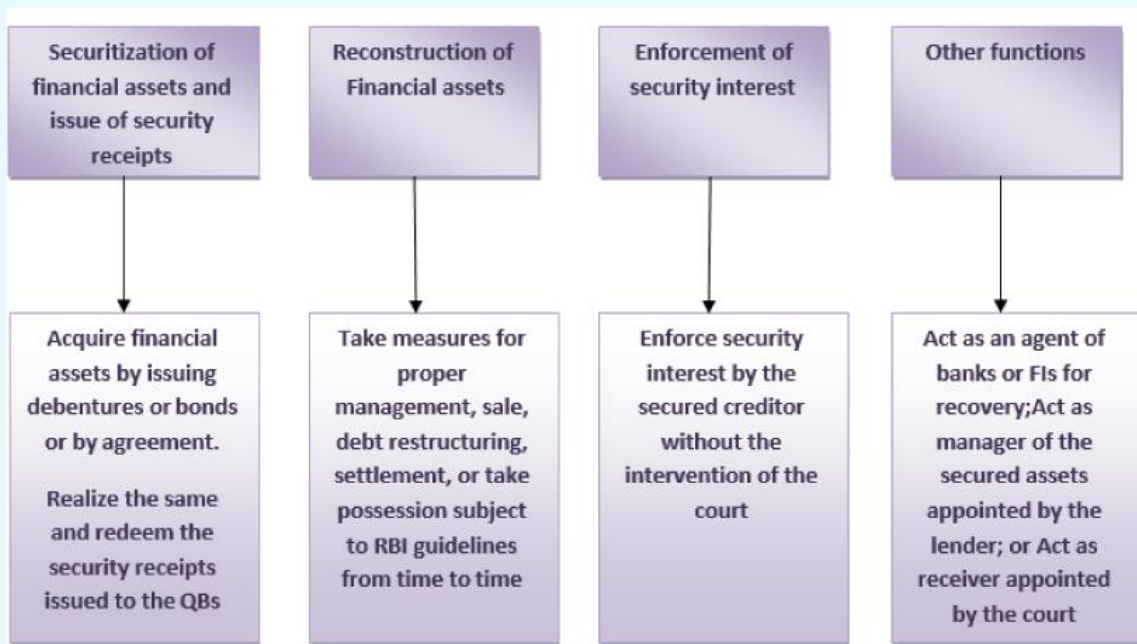 Securitization of
financial assets and
issue of security
receipts
Reconstruction of
Financial assets
Enforcement of
security interest
Other functions
Acquire financial
assets by issuing
debentures or bonds
or by agreement.
Realize the same
and redeem the
security receipts
issued to the QBs
Take measures for
proper
management, sale,
debt restructuring,
settlement, or take
possession subject
to RBI guidelines
from time to time
Enforce security
interest by the
secured creditor
without the
intervention of the
court
Act as an agent of
banks or FIs for
recovery;Act as
manager of the
secured assets
appointed by the
lender; or Act as
receiver appointed
by the court